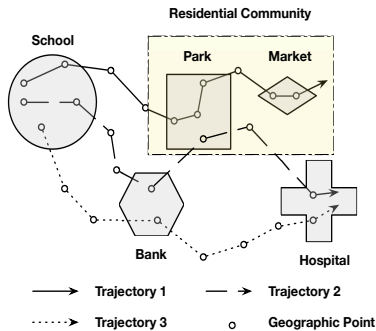 Residential Community
School
Park
Market
Bank
Hospital
Trajectory 1
Trajectory 2
Trajectory 3
Geographic Point